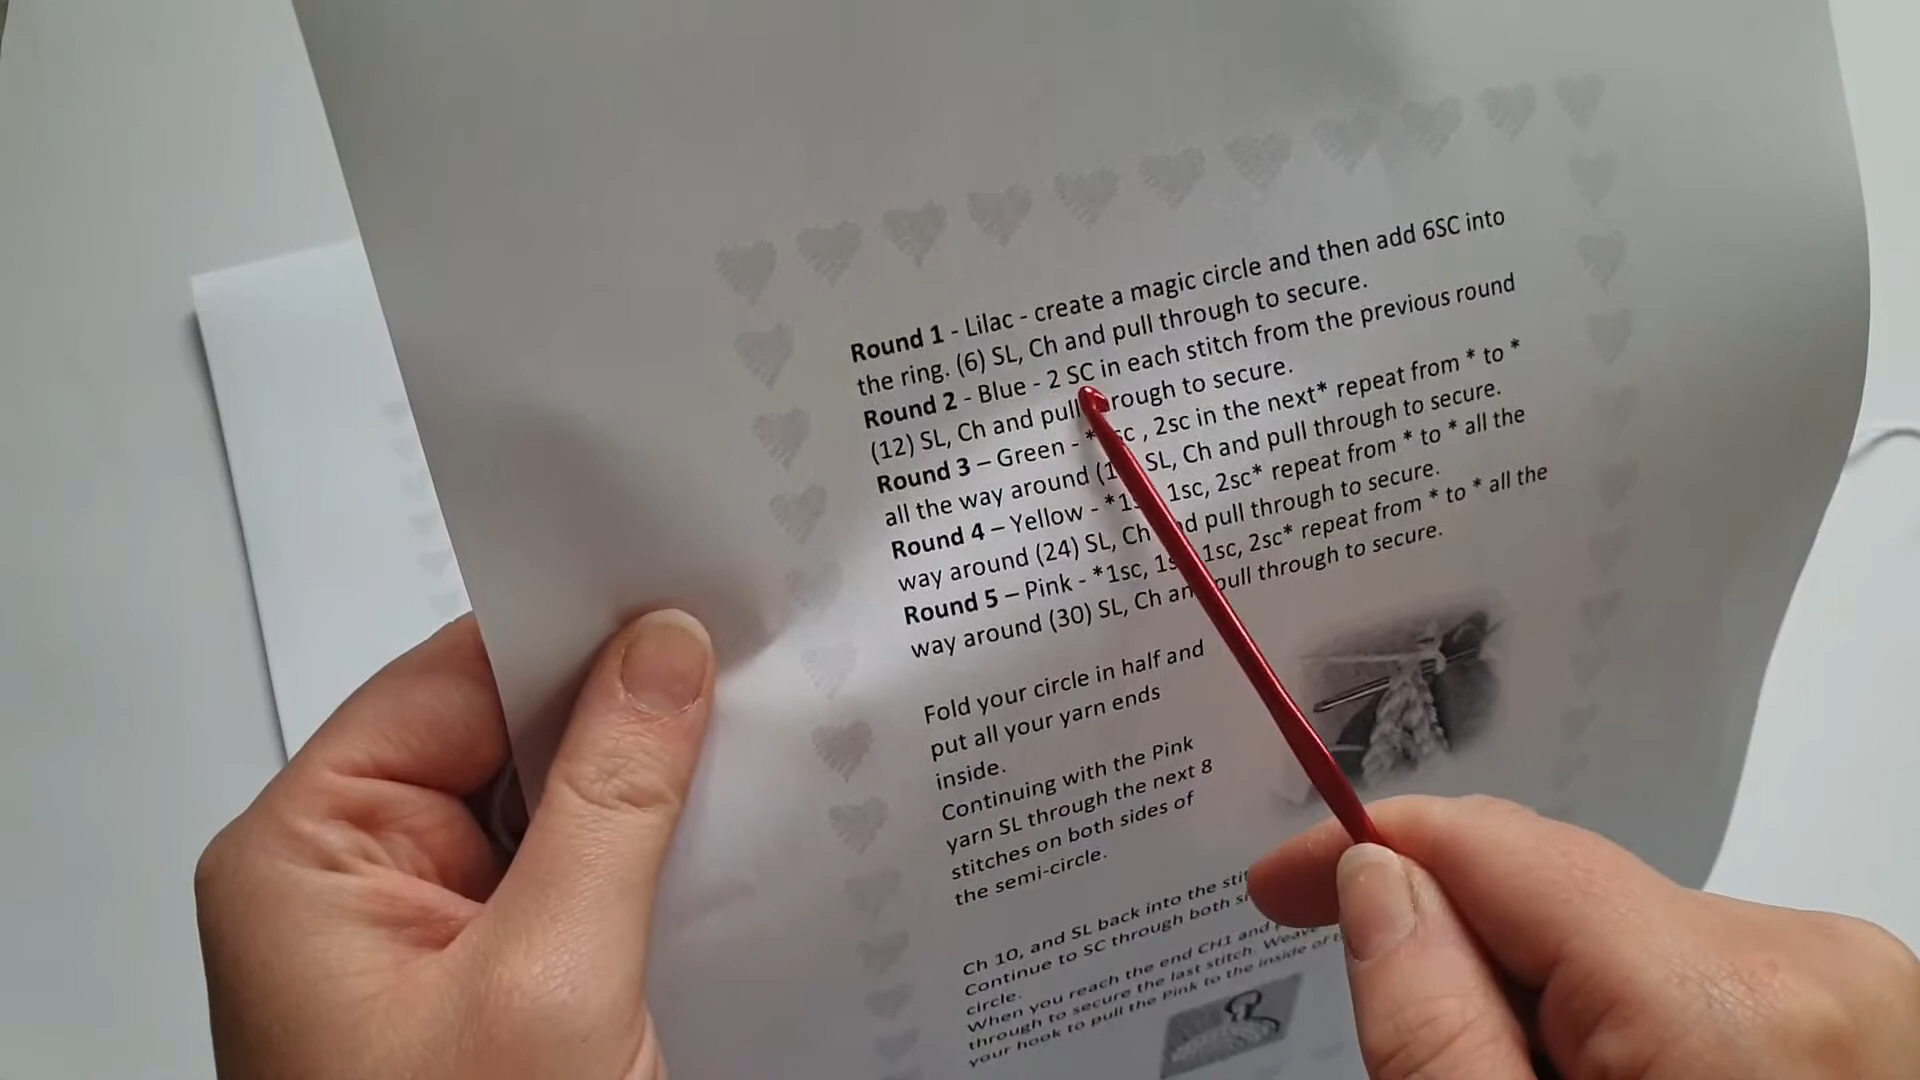 Round 1 - Lilac - create a magic circle and then add 6SC into
the ring. (6) SL, Ch and pull through to secure.
Round 2 - Blue - 2 SC in each stitch from the previous round
(12) SL, Ch and pull through to secure.
Round 3 – Green - * sc , 2sc in the next* repeat from * to *
all the way around (1 SL, Ch and pull through to secure.
Round 4 – Yellow - *1s 1sc, 2sc* repeat from * to * all the
way around (24) SL, Ch and pull through to secure.
Round 5 – Pink - *1sc, 1s 1sc, 2sc* repeat from * to * all the
way around (30) SL, Ch an pull through to secure.
Fold your circle in half and
put all your yarn ends
inside.
Continuing with the Pink
yarn SL through the next 8
stitches on both sides of
the semi-circle.
Ch 10, and SL back into the
Continue to SC through both
circle.
When you reach the end CH1 and
through to secure the last stitch. Weave
your hook to pull the Pink to the inside of